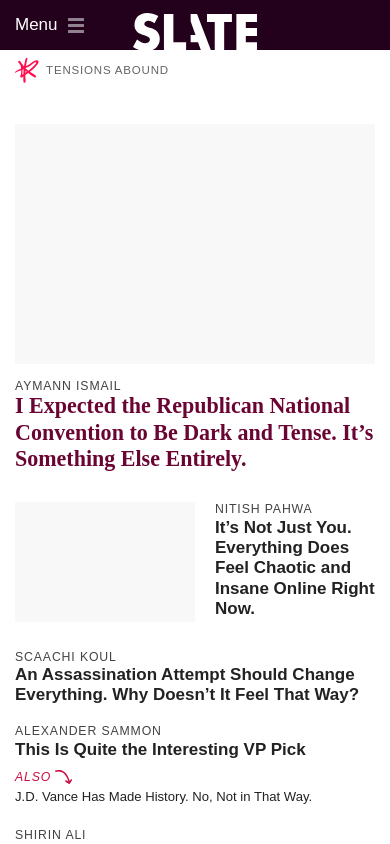 Menu
SLATE
TENSIONS ABOUND
AYMANN ISMAIL
I Expected the Republican National
Convention to Be Dark and Tense. It’s
Something Else Entirely.
NITISH PAHWA
It’s Not Just You.
Everything Does
Feel Chaotic and
Insane Online Right
Now.
SCAACHI KOUL
An Assassination Attempt Should Change
Everything. Why Doesn’t It Feel That Way?
ALEXANDER SAMMON
This Is Quite the Interesting VP Pick
ALSO
J.D. Vance Has Made History. No, Not in That Way.
SHIRIN ALI